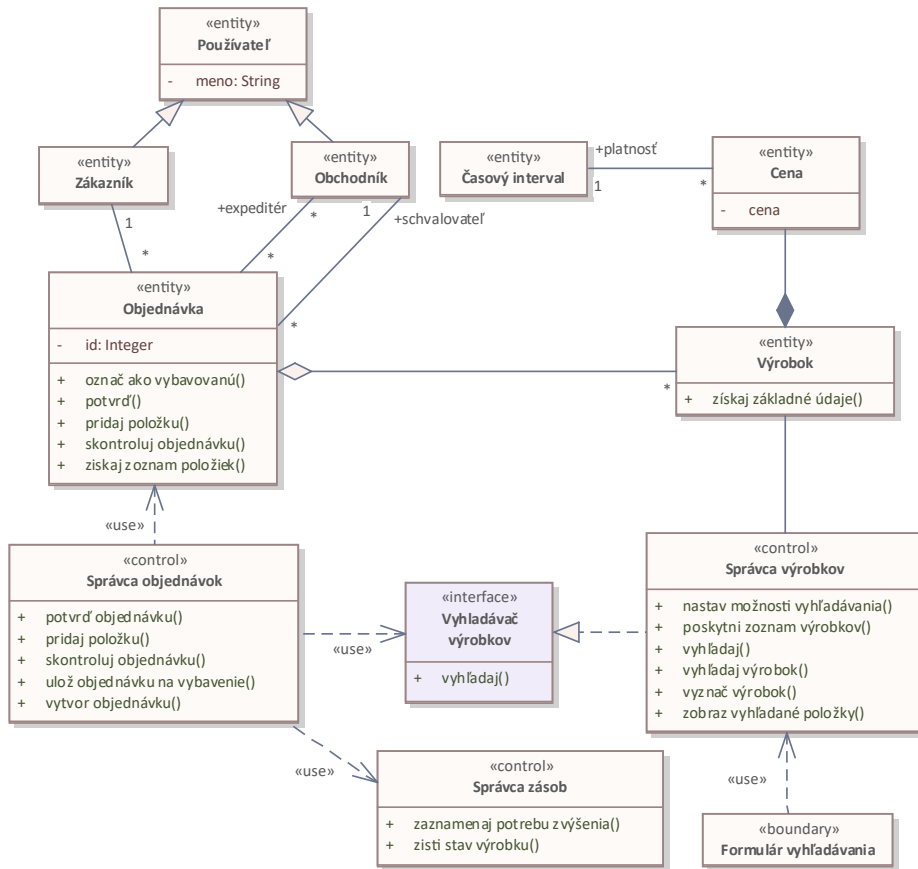 «entity»
Používateľ
- meno: String
«entity»
Zákazník
«entity»
Obchodník
«entity»
Časový interval
+platnosť
1
*
«entity»
Cena
- cena
1
*
+expeditér
*
*
1
+schvalovateľ
*
«entity»
Objednávka
- id: Integer
+ označ ako vybavovanú()
+ potvrď()
+ pridaj položku()
+ skontroluj objednávku()
+ ziskaj zoznam položiek()
*
«entity»
Výrobok
+ získaj základné údaje()
«use»
«control»
Správca objednávok
+ potvrď objednávku()
+ pridaj položku()
+ skontroluj objednávku()
+ ulož objednávku na vybavenie()
+ vytvor objednávku()
«use»
«interface»
Vyhladávač
výrobkov
+ vyhľadaj()
«control»
Správca výrobkov
+ nastav možnosti vyhľadávania()
+ poskytni zoznam výrobkov()
+ vyhľadaj()
+ vyhľadaj výrobok()
+ vyznač výrobok()
+ zobraz vyhľadané položky()
«use»
«control»
Správca zásob
+ zaznamenaj potrebu zvýšenia()
+ zisti stav výrobku()
«use»
«boundary»
Formulár vyhľadávania